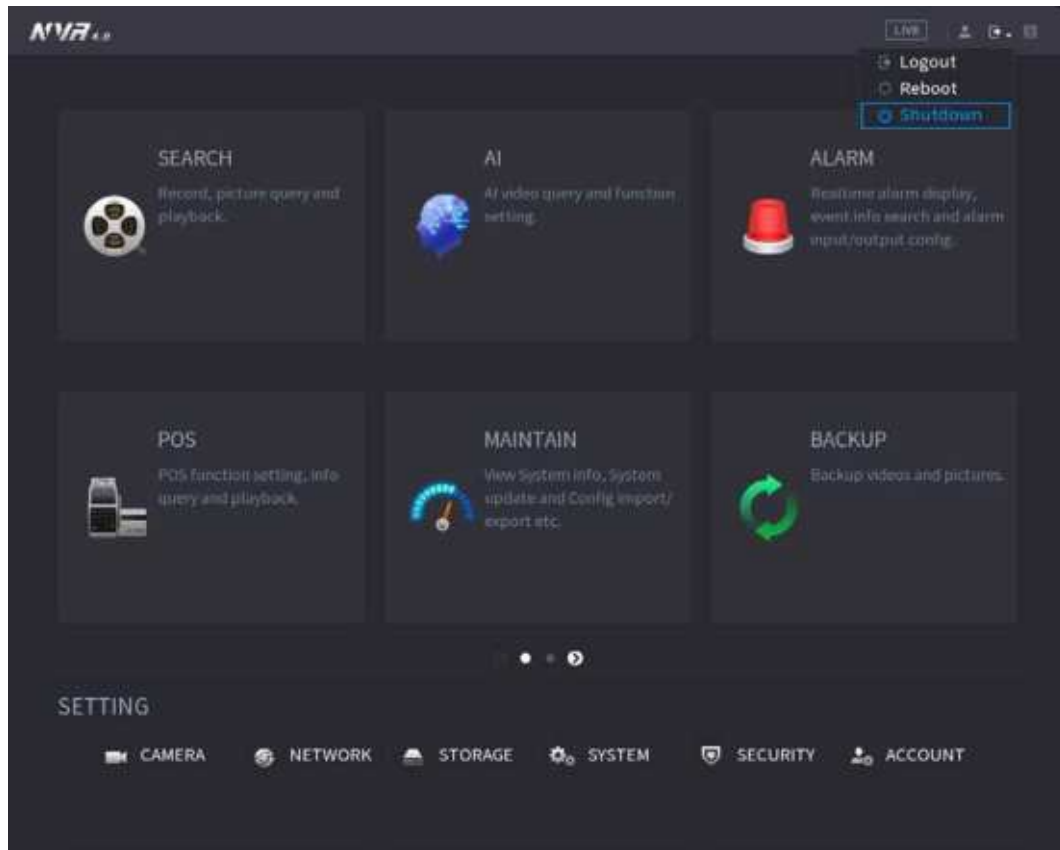 NVR 4.0
LIVE
Logout
Reboot
Shutdown
SEARCH
Record, picture query and
playback.
AI
AI video query and function
setting.
ALARM
Realtime alarm display,
event info search and alarm
input/output config.
POS
POS function setting, info
query and playback.
MAINTAIN
View System info, System
update and Config import/
export etc.
BACKUP
Backup videos and pictures.
SETTING
CAMERA
NETWORK
STORAGE
SYSTEM
SECURITY
ACCOUNT